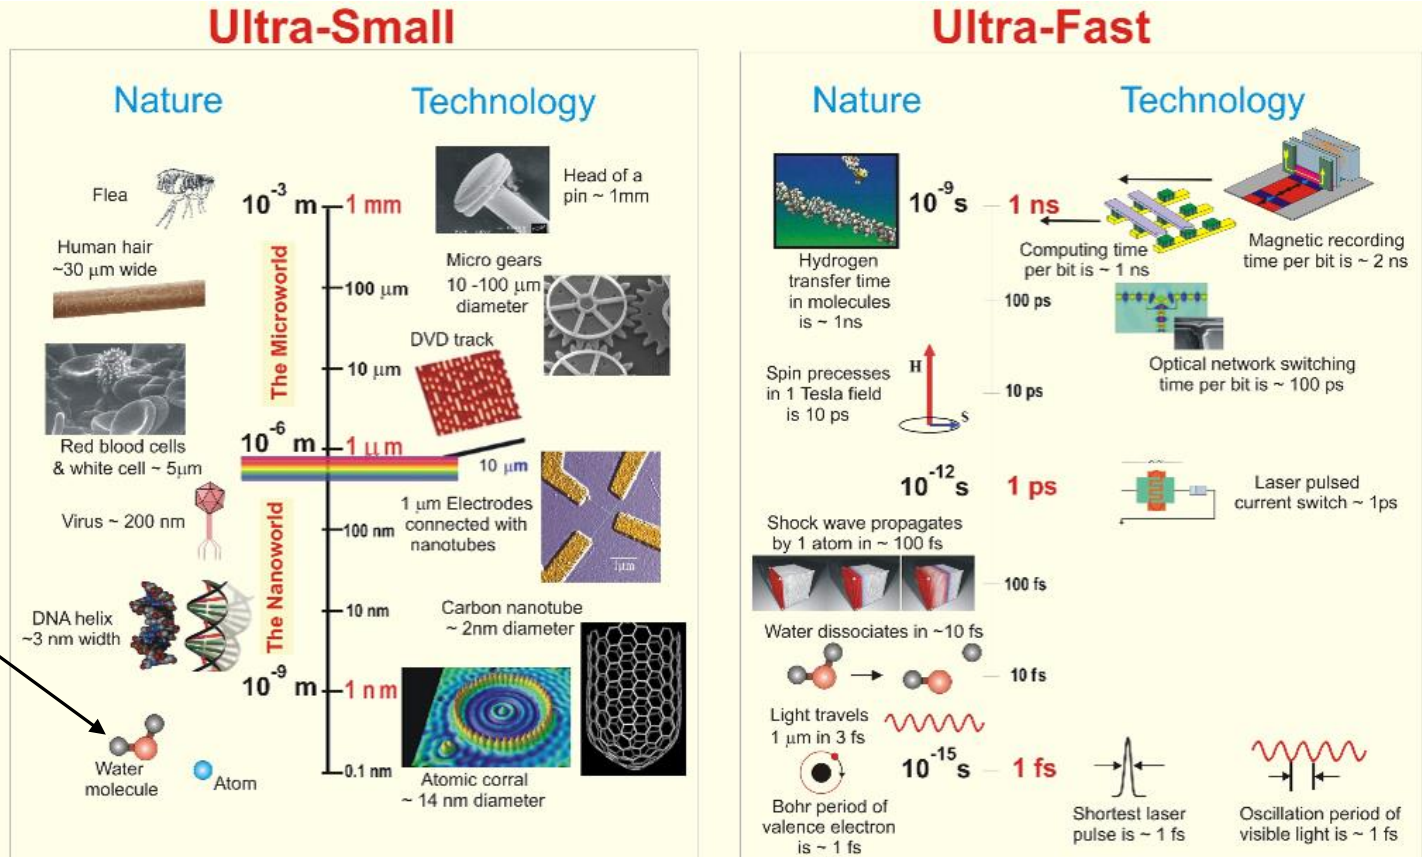 Ultra-Small
Nature
Technology
Flea
10-3 m
1 mm
Head of a
pin ~ 1mm
Human hair
~30 μm wide
The Microworld
100 μm
Micro gears
10 -100 μm
diameter
10 μm
DVD track
Red blood cells
& white cell ~ 5μm
10-6 m
1 μm
10 μm
Virus ~ 200 nm
The Nanoworld
100 nm
1 μm Electrodes
connected with
nanotubes
1μm
DNA helix
~3 nm width
10 nm
Carbon nanotube
~ 2nm diameter
10-9 m
1 nm
Water
molecule
Atom
0.1 nm
Atomic corral
~ 14 nm diameter
Ultra-Fast
Nature
Technology
10-9s
1 ns
Hydrogen
transfer time
in molecules
is ~ 1ns
Computing time
per bit is ~ 1 ns
Magnetic recording
time per bit is ~ 2 ns
100 ps
Optical network switching
time per bit is ~ 100 ps
Spin precesses
in 1 Tesla field
is 10 ps
H
S
10 ps
10-12s
1 ps
Laser pulsed
current switch ~ 1ps
Shock wave propagates
by 1 atom in ~ 100 fs
100 fs
Water dissociates in ~10 fs
10 fs
Light travels
1 μm in 3 fs
10-15s
1 fs
Bohr period of
valence electron
is ~ 1 fs
Shortest laser
pulse is ~ 1 fs
Oscillation period of
visible light is ~ 1 fs